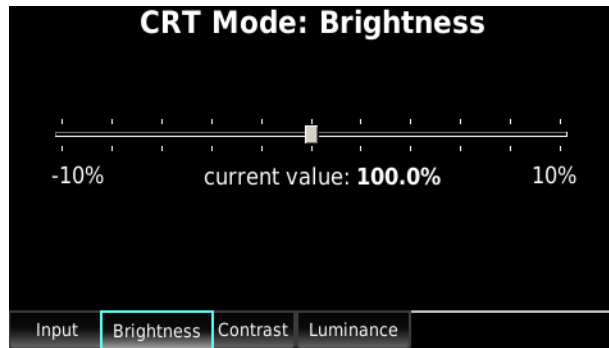 CRT Mode: Brightness
-10% current value: 100.0% 10%
Input Brightness Contrast Luminance